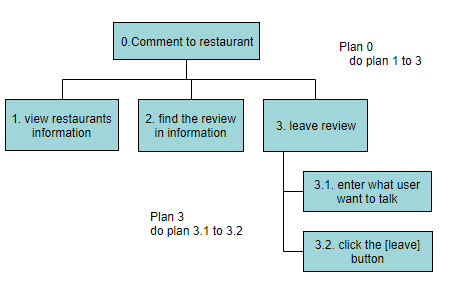 0.Comment to restaurant
Plan 0
do plan 1 to 3
1. view restaurants
information
2. find the review
in information
3. leave review
3.1. enter what user
want to talk
Plan 3
do plan 3.1 to 3.2
3.2. click the [leave]
button